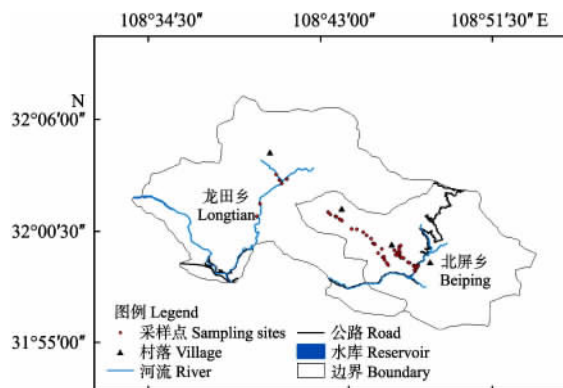 108°34′30″ 108°43′00″ 108°51′30″ E
N
32°06′00″
32°00′30″
31°55′00″
龙田乡
Longtian
北屏乡
Beiping
图例 Legend
采样点 Sampling sites
村落 Village
河流 River
公路 Road
水库 Reservoir
边界 Boundary